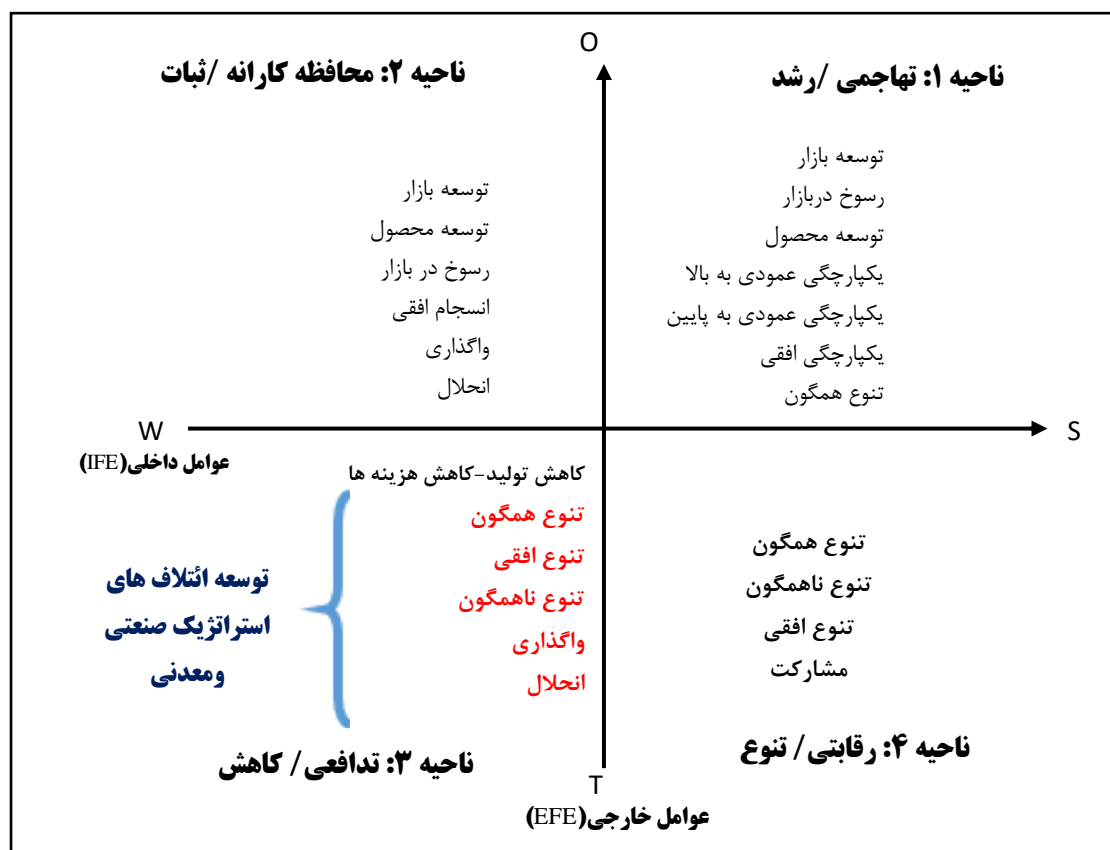 O
ناحیه ۱: تهاجمی /رشد
توسعه بازار
رسوخ دربازار
توسعه محصول
یکپارچگی عمودی به بالا
یکپارچگی عمودی به پایین
یکپارچگی افقی
تنوع همگون
ناحیه ۲: محافظه کارانه /ثبات
توسعه بازار
توسعه محصول
رسوخ در بازار
انسجام افقی
واگذاری
انحلال
S
W
عوامل داخلی(IFE)
کاهش تولید-کاهش هزینه ها
تنوع همگون
تنوع افقی
تنوع ناهمگون
واگذاری
انحلال
توسعه ائتلاف های
استراتژیک صنعتی
ومعدنی
ناحیه ۳: تدافعی/ کاهش
تنوع همگون
تنوع ناهمگون
تنوع افقی
مشارکت
ناحیه ۴: رقابتی/ تنوع
T
عوامل خارجی(EFE)